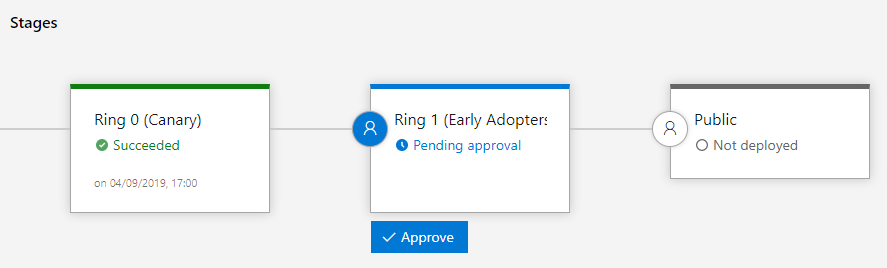 Stages
Ring 0 (Canary)
Succeeded
on 04/09/2019, 17:00
Ring 1 (Early Adopters
Pending approval
Approve
Public
Not deployed